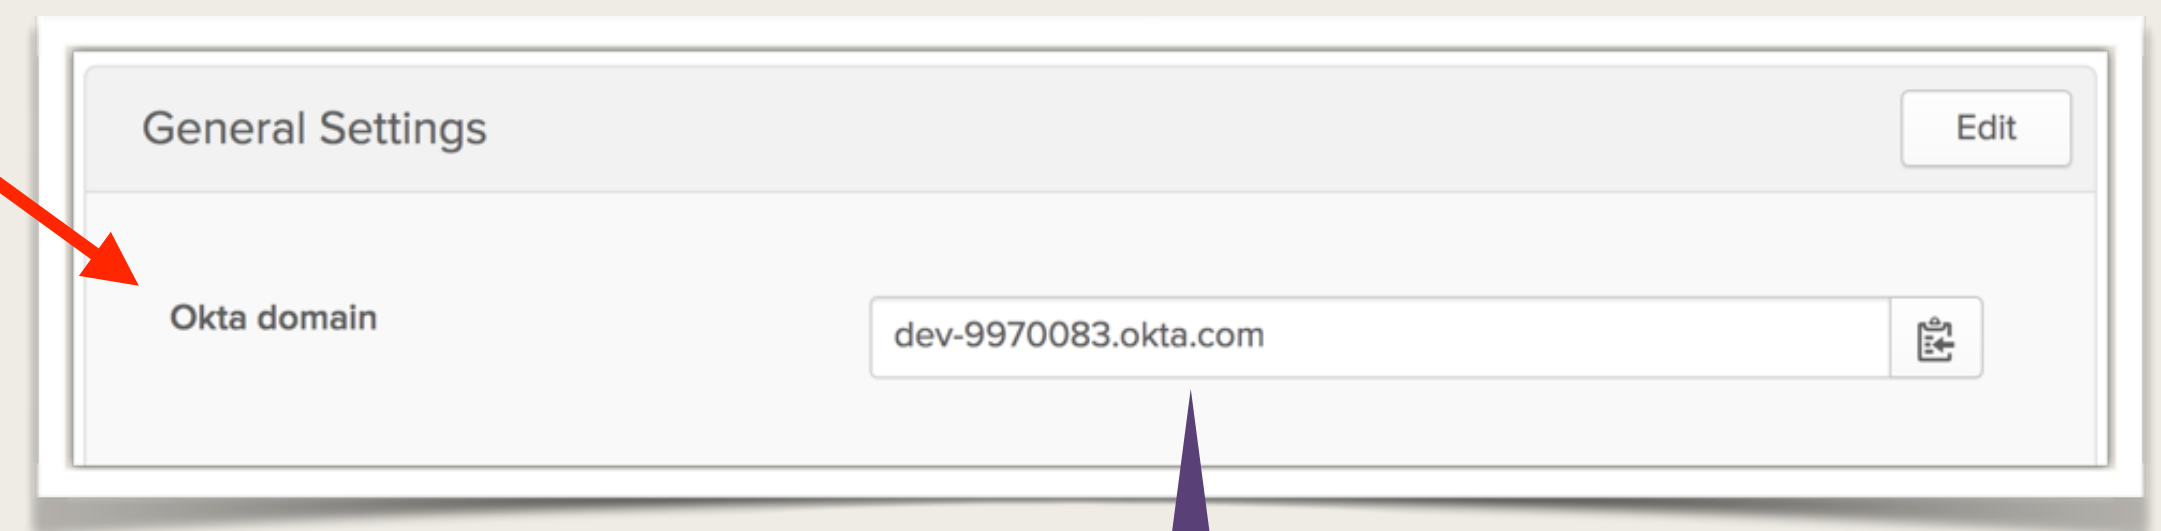 General Settings
Edit
Okta domain
dev-9970083.okta.com